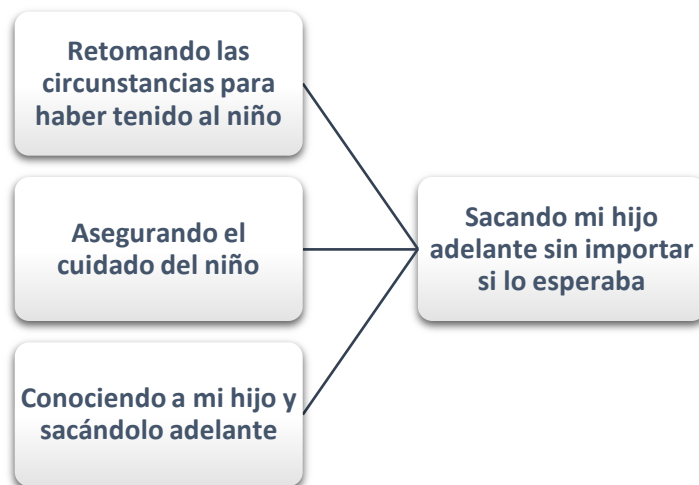 Retomando las
circunstancias para
haber tenido al niño
Asegurando el
cuidado del niño
Conociendo a mi hijo y
sacándolo adelante
Sacando mi hijo
adelante sin importar
si lo esperaba